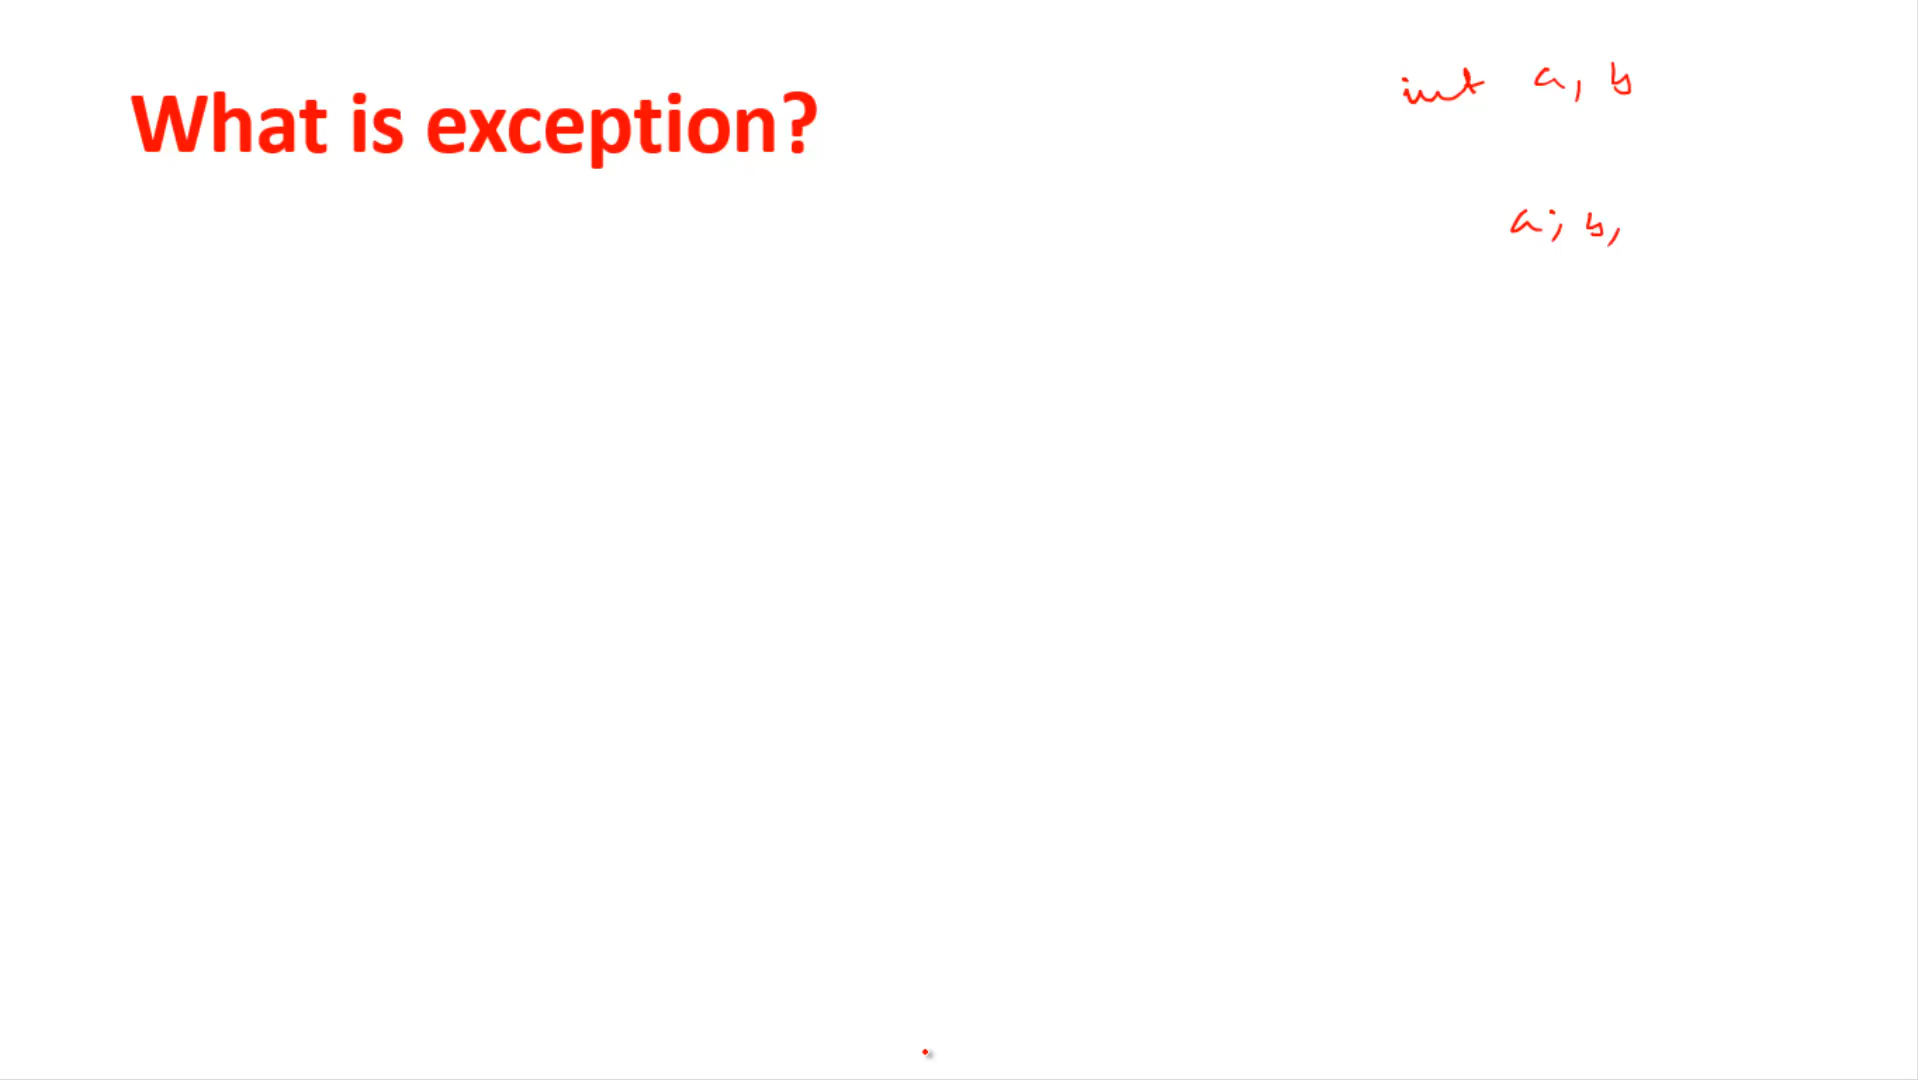 What is exception?
int a, b
a; b,